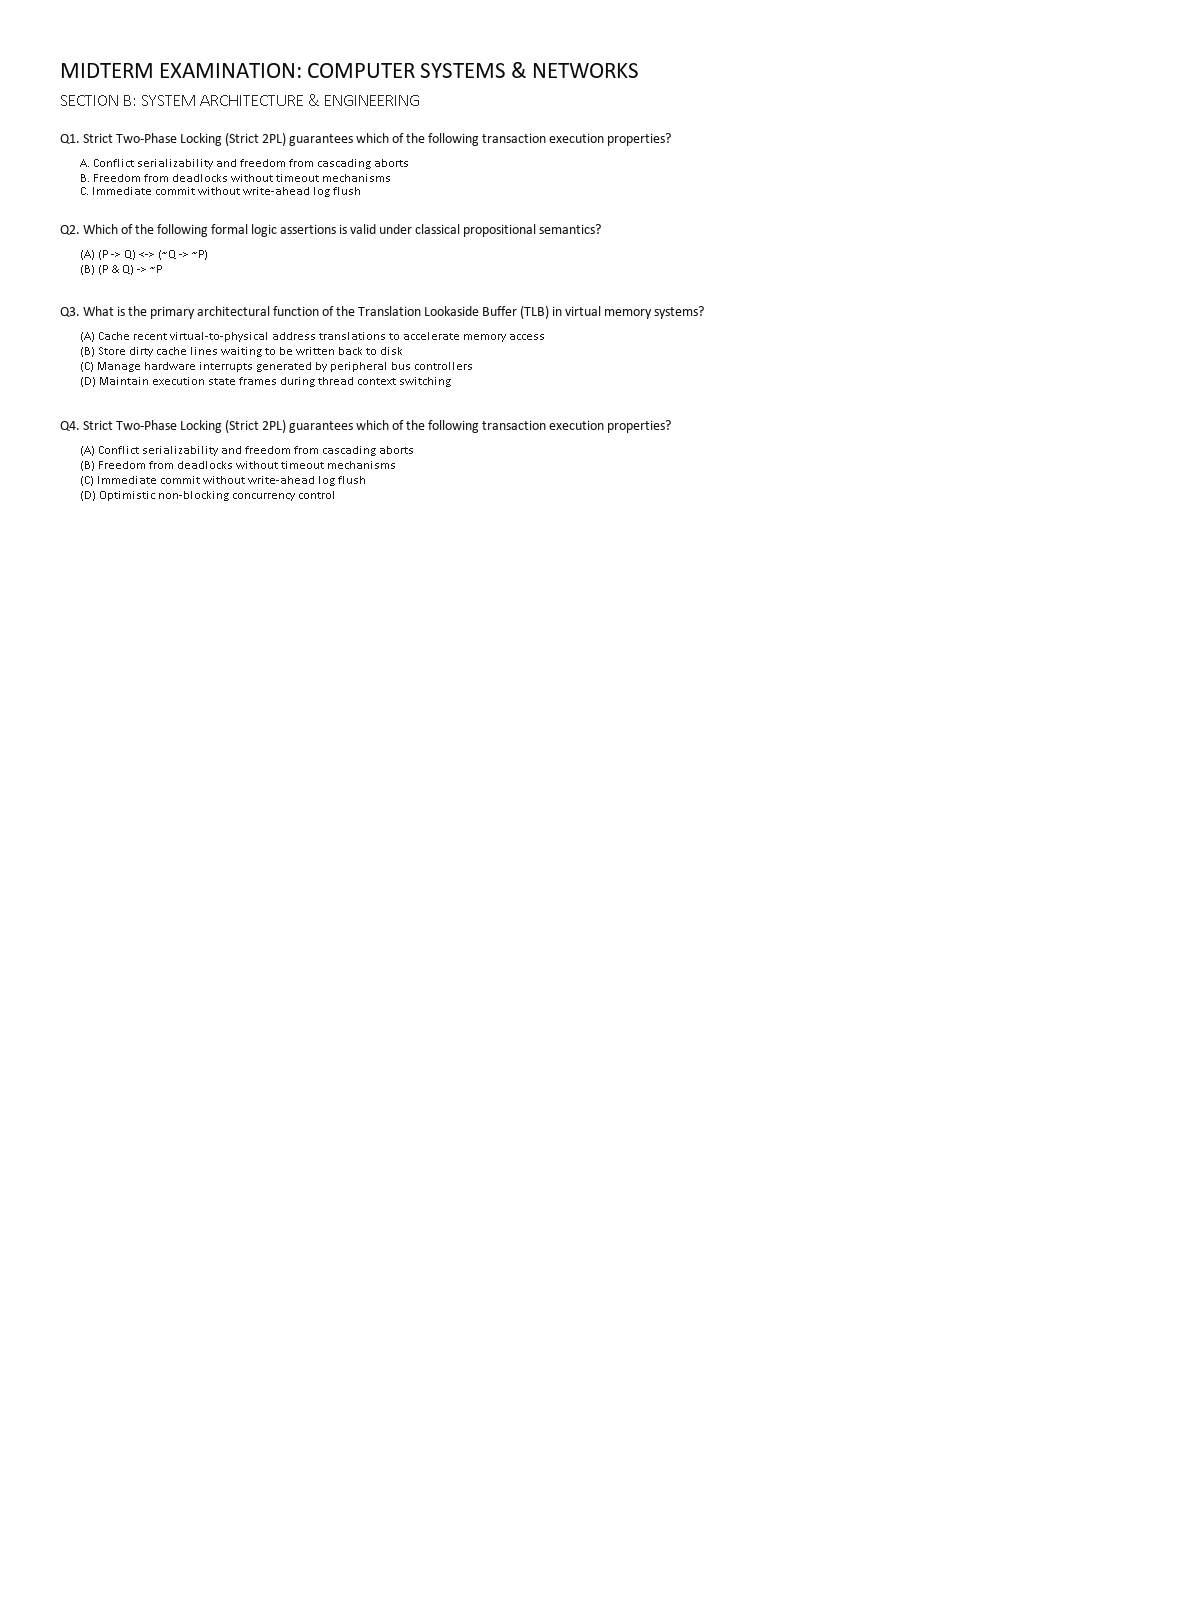 MIDTERM EXAMINATION: COMPUTER SYSTEMS & NETWORKS
SECTION B: SYSTEM ARCHITECTURE & ENGINEERING
Q1. Strict Two-Phase Locking (Strict 2PL) guarantees which of the following transaction execution properties?
A. Conflict serializability and freedom from cascading aborts
B. Freedom from deadlocks without timeout mechanisms
C. Immediate commit without write-ahead log flush
Q2. Which of the following formal logic assertions is valid under classical propositional semantics?
(A) (P -> Q) <-> (~Q -> ~P)
(B) (P & Q) -> ~P
Q3. What is the primary architectural function of the Translation Lookaside Buffer (TLB) in virtual memory systems?
(A) Cache recent virtual-to-physical address translations to accelerate memory access
(B) Store dirty cache lines waiting to be written back to disk
(C) Manage hardware interrupts generated by peripheral bus controllers
(D) Maintain execution state frames during thread context switching
Q4. Strict Two-Phase Locking (Strict 2PL) guarantees which of the following transaction execution properties?
(A) Conflict serializability and freedom from cascading aborts
(B) Freedom from deadlocks without timeout mechanisms
(C) Immediate commit without write-ahead log flush
(D) Optimistic non-blocking concurrency control